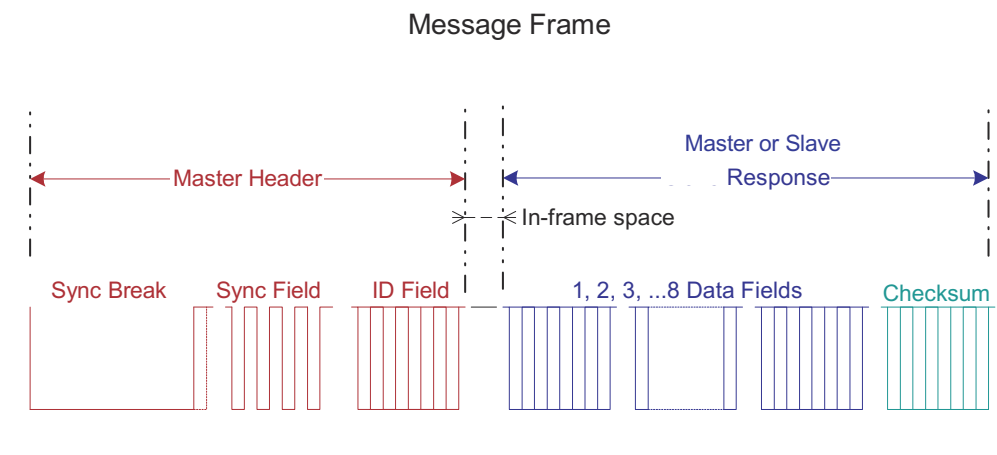 Message Frame
Master or Slave
Master Header
Response
In-frame space
Sync Break
Sync Field
ID Field
1, 2, 3, ...8 Data Fields
Checksum